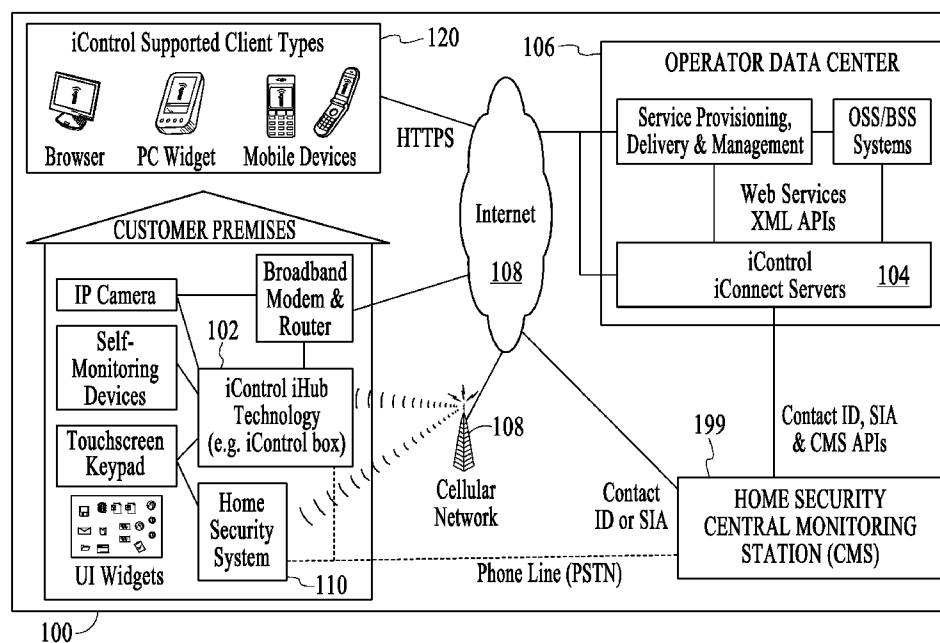 iControl Supported Client Types
120
Browser
PC Widget
Mobile Devices
HTTPS
Internet
108
106
OPERATOR DATA CENTER
Service Provisioning,
Delivery & Management
OSS/BSS
Systems
Web Services
XML APIs
iControl
iConnect Servers
104
CUSTOMER PREMISES
IP Camera
Broadband
Modem &
Router
102
Self-
Monitoring
Devices
iControl iHub
Technology
(e.g. iControl box)
Touchscreen
Keypad
Home
Security
System
UI Widgets
110
108
Cellular
Network
Contact ID, SIA
& CMS APIs
199
Contact
ID or SIA
HOME SECURITY
CENTRAL MONITORING
STATION (CMS)
Phone Line (PSTN)
100